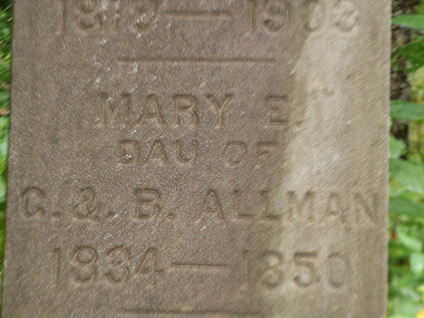 MARY E.
DAU OF
G. & B. ALLMAN
1834—1850